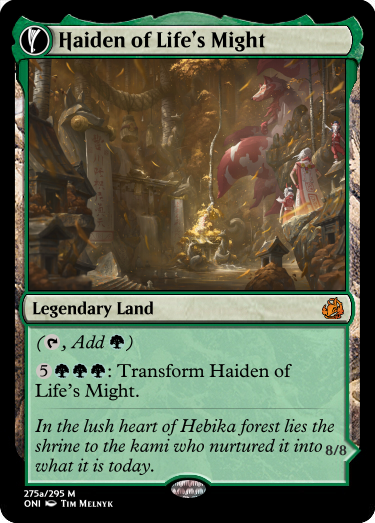 Haiden of Life's Might
Legendary Land
(, Add )
5: Transform Haiden of
Life's Might.
In the lush heart of Hebika forest lies the
shrine to the kami who nurtured it into
what it is today.
8/8
275a/295 M
ONI Tim Melnyk